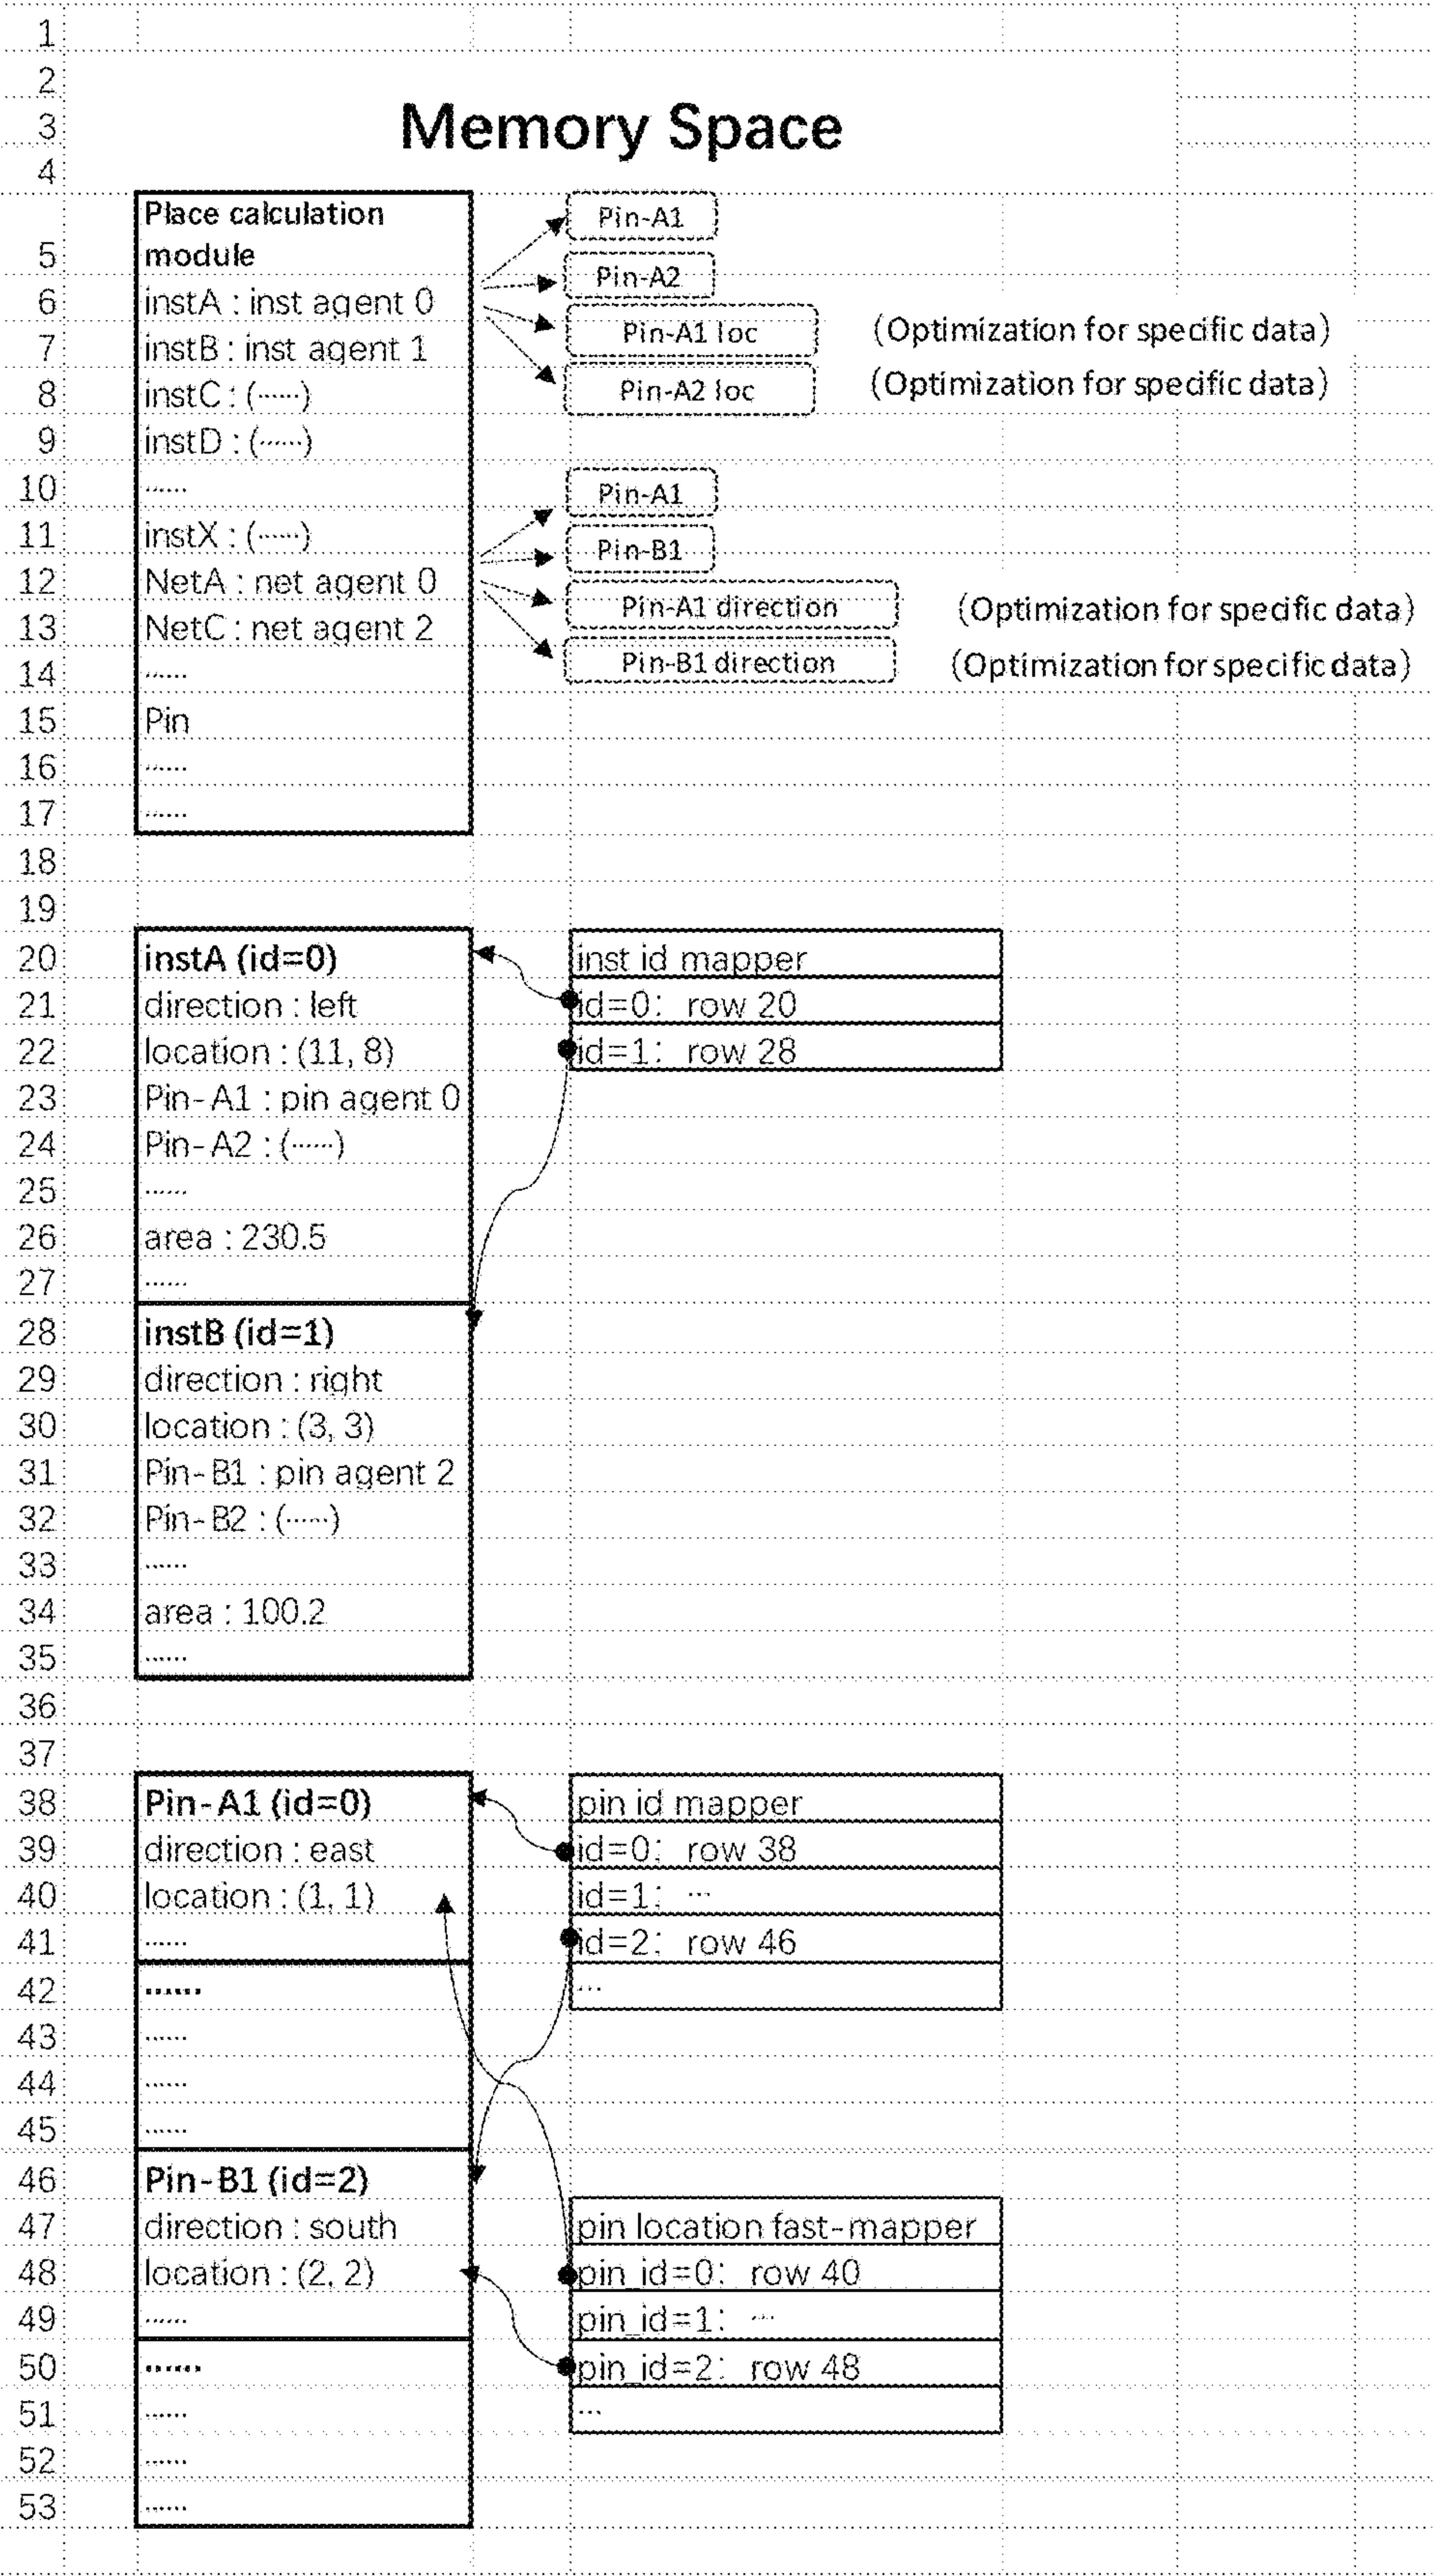 1
2
Memory Space
3
4
Place calculation
Pin-A1
5 module
Pin-A2
6 instA : inst agent 0
Pin-A1 loc (Optimization for specific data)
7 instB : inst agent 1
8 instC : (······)
Pin-A2 loc (Optimization for specific data)
9 instD : (······)
10 ······
Pin-A1
11 instX : (······)
Pin-B1
12 NetA : net agent 0
Pin-A1 direction (Optimization for specific data)
13 NetC : net agent 2
14 ······
Pin-B1 direction (Optimization for specific data)
15 Pin
16 ······
17 ······
18
19
20 instA (id=0) inst id mapper
21 direction : left id=0: row 20
22 location : (11, 8) id=1: row 28
23 Pin-A1 : pin agent 0
24 Pin-A2 : (······)
25 ······
26 area : 230.5
27 ······
28 instB (id=1)
29 direction : right
30 location : (3, 3)
31 Pin-B1 : pin agent 2
32 Pin-B2 : (······)
33 ······
34 area : 100.2
35 ······
36
37
38 Pin-A1 (id=0) pin id mapper
39 direction : east id=0: row 38
40 location : (1, 1) id=1: ···
41 ······ id=2: row 46
42 ······ ···
43 ······
44 ······
45 ······
46 Pin-B1 (id=2)
47 direction : south pin location fast-mapper
48 location : (2, 2) pin_id=0: row 40
49 ······ pin_id=1: ···
50 ······ pin_id=2: row 48
51 ······ ···
52 ······
53 ······